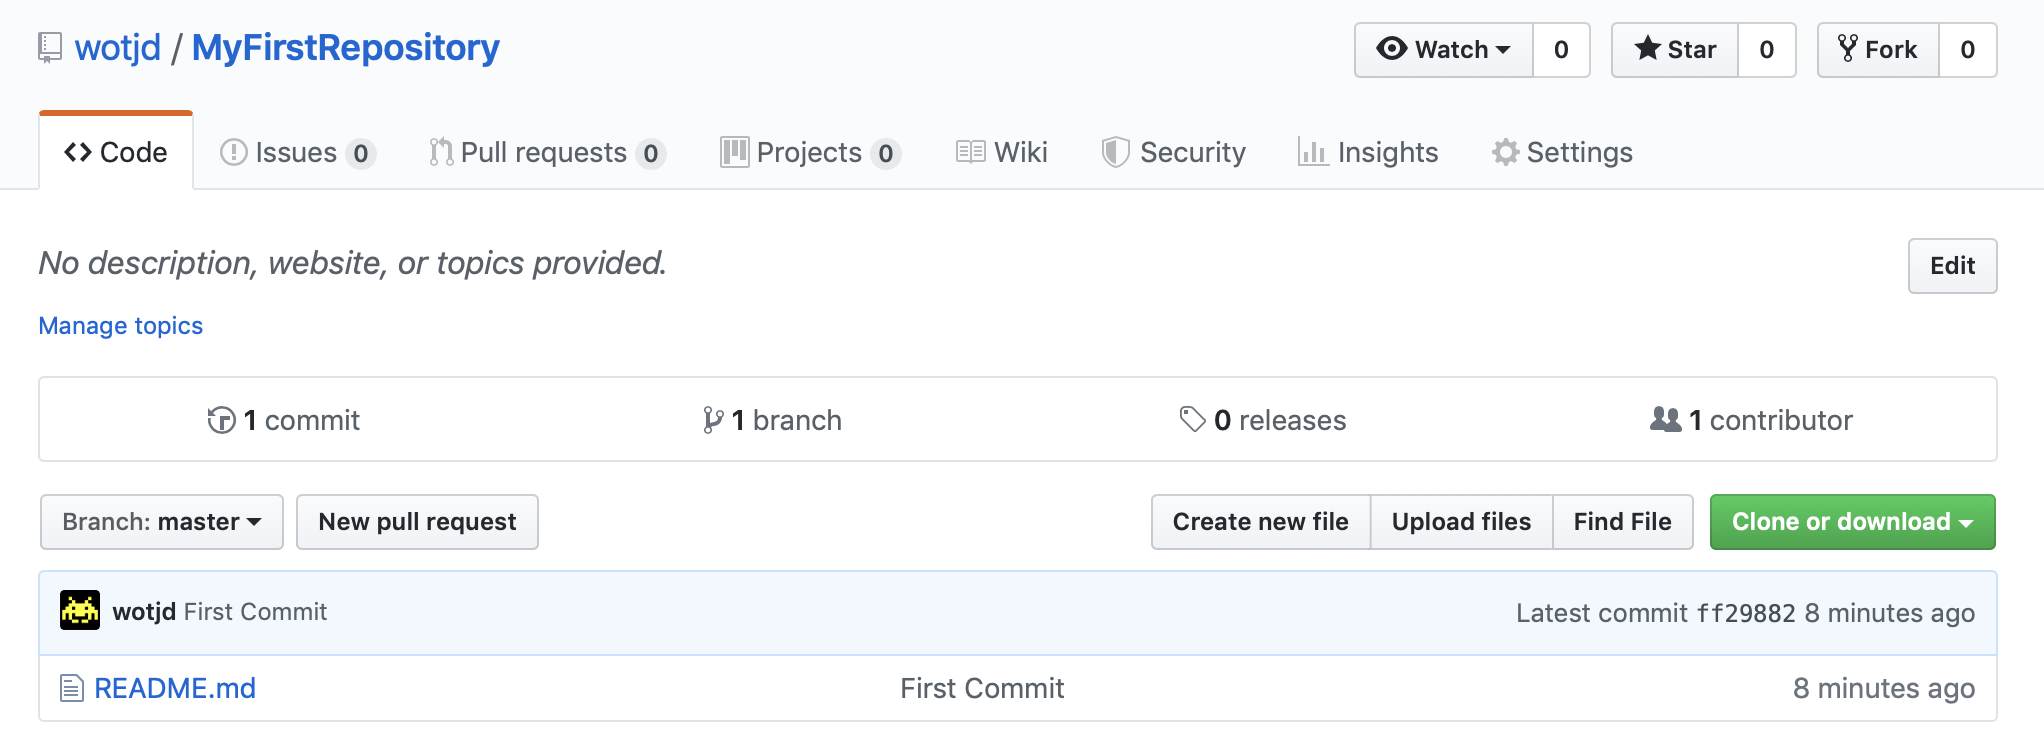 wotjd / MyFirstRepository Watch 0 Star 0 Fork 0
Code Issues 0 Pull requests 0 Projects 0 Wiki Security Insights Settings
No description, website, or topics provided. Edit
Manage topics
1 commit 1 branch 0 releases 1 contributor
Branch: master New pull request Create new file Upload files Find File Clone or download
wotjd First Commit Latest commit ff29882 8 minutes ago
README.md First Commit 8 minutes ago